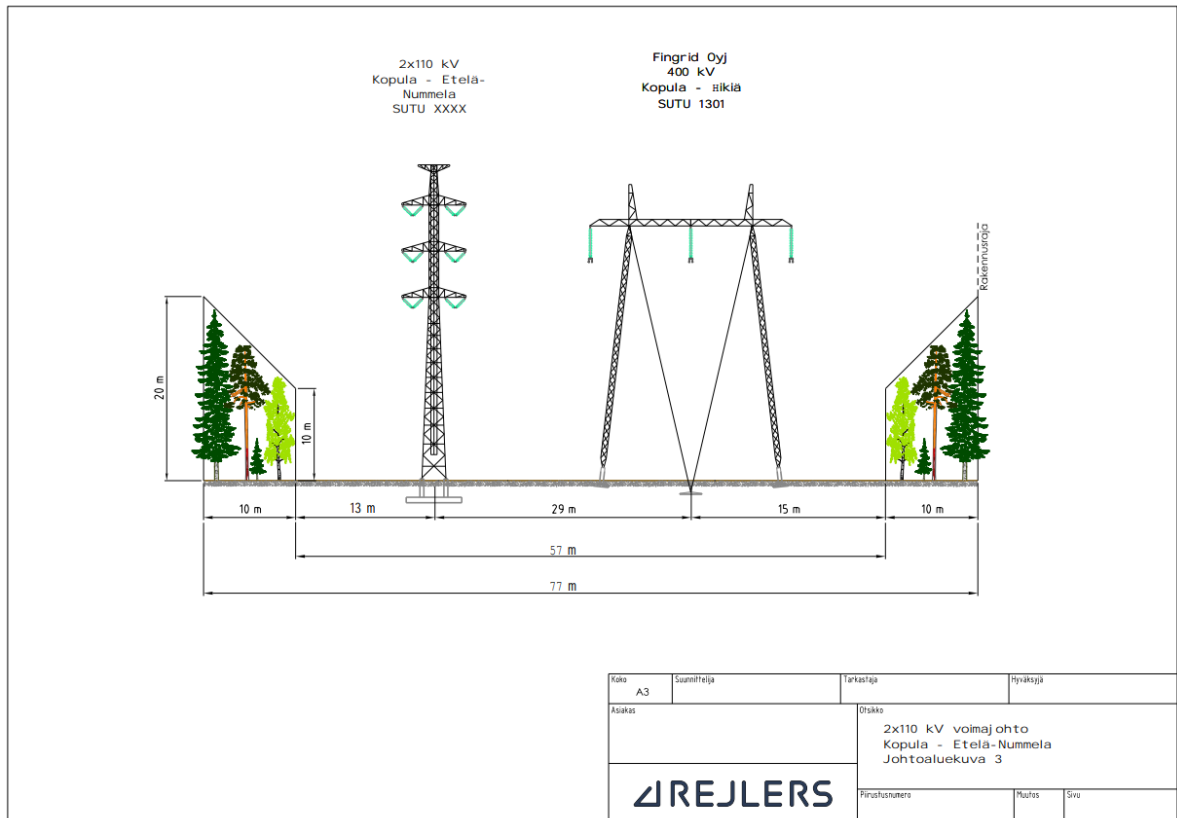 2x110 kV
Kopula - Etelä-
Nummela
SUTU XXXX
Fingrid Oyj
400 kV
Kopula - Hikiä
SUTU 1301
Rakennusraja
20 m
10 m
10 m
13 m
29 m
15 m
10 m
57 m
77 m
Koko
A3
Suunnittelija
Tarkastaja
Hyväksyjä
Asiakas
Otsikko
2x110 kV voimajohto
Kopula - Etelä-Nummela
Johtoaluekuva 3
REJLERS
Piirustusnumero
Muutos
Sivu